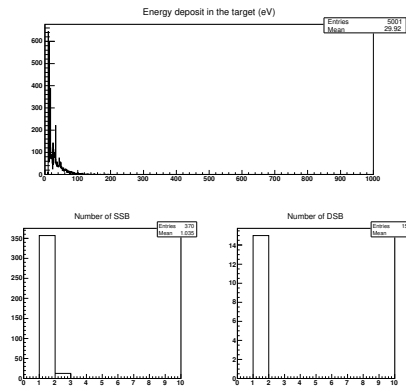 Energy deposit in the target (eV)
Entries 5001
Mean 29.92
600
500
400
300
200
100
0
0 100 200 300 400 500 600 700 800 900 1000
Number of SSB
Entries 370
Mean 1.035
350
300
250
200
150
100
50
0
0 1 2 3 4 5 6 7 8 9 10
Number of DSB
Entries 15
Mean
14
12
10
8
6
4
2
0
0 1 2 3 4 5 6 7 8 9 10